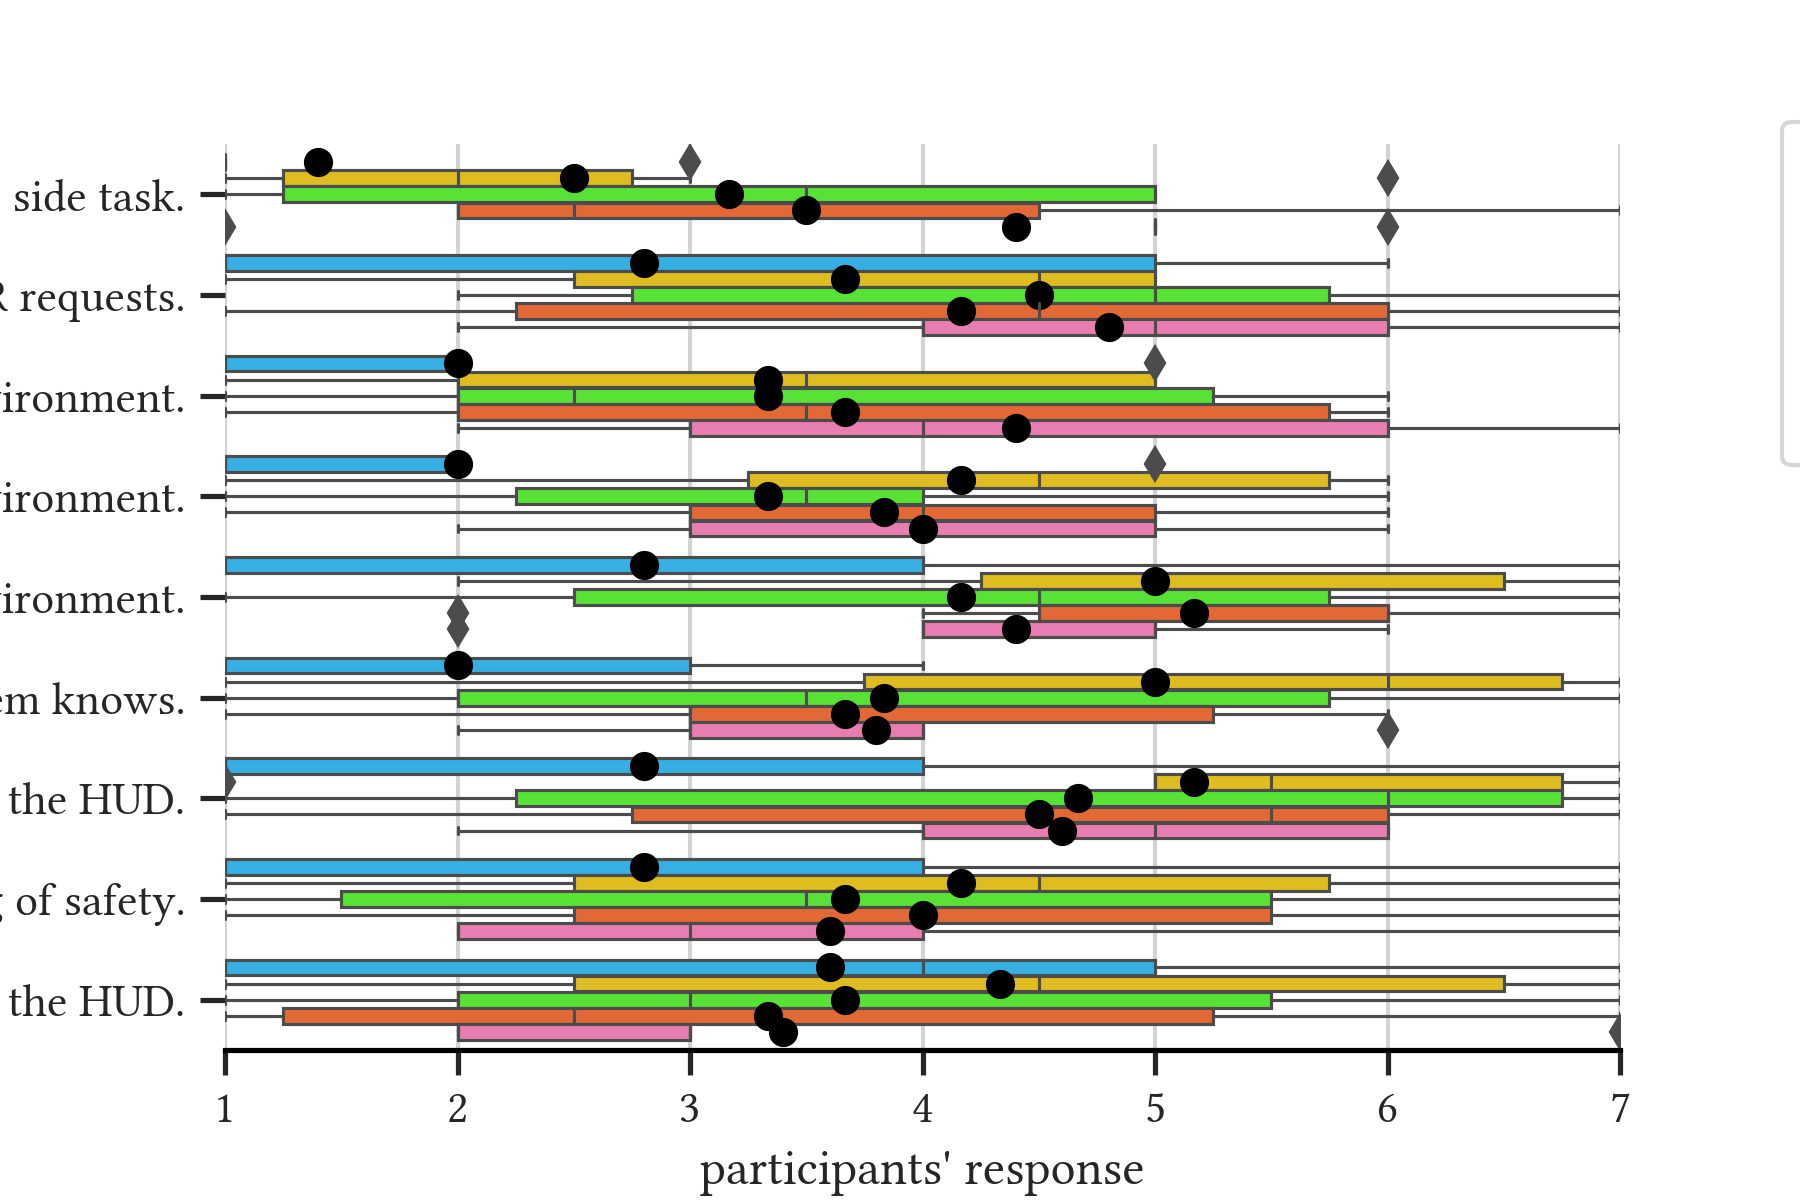 side task.
requests.
ironment.
ironment.
ironment.
em knows.
the HUD.
of safety.
the HUD.
1 2 3 4 5 6 7
participants' response